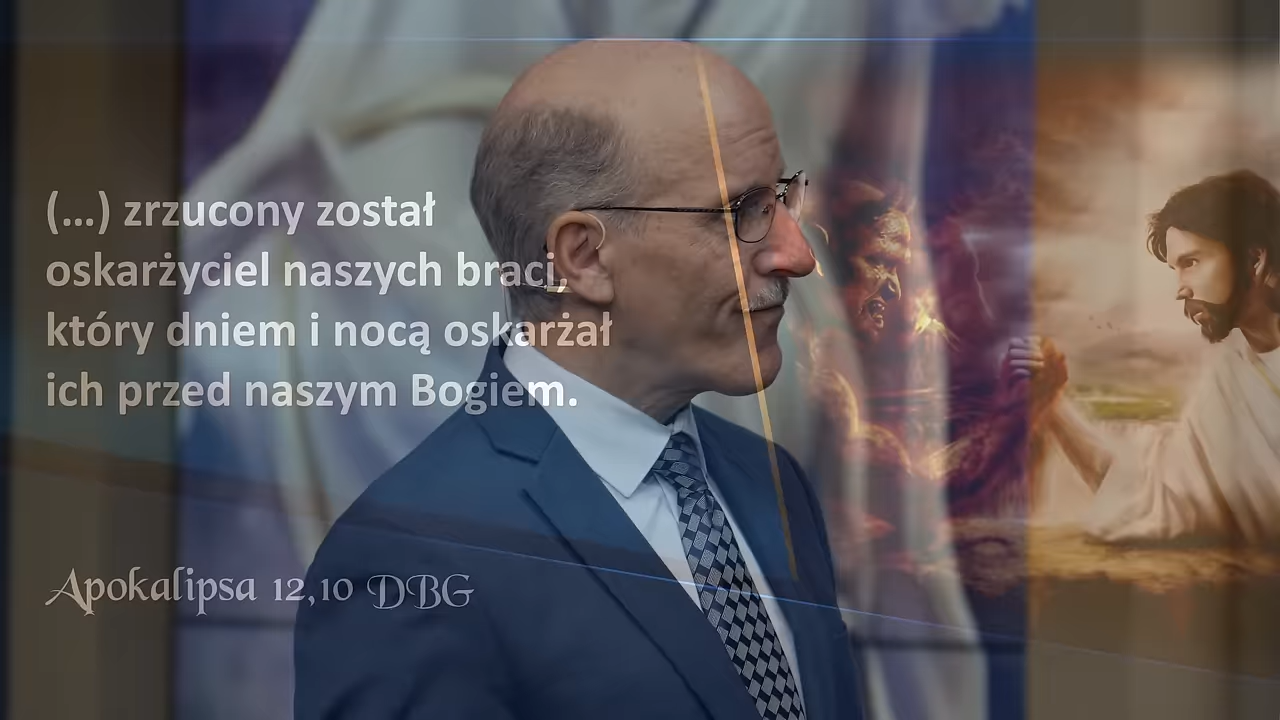 (...) zrzucony został
oskarżyciel naszych braci,
który dniem i nocą oskarżał
ich przed naszym Bogiem.
Apokalipsa 12,10 DBG